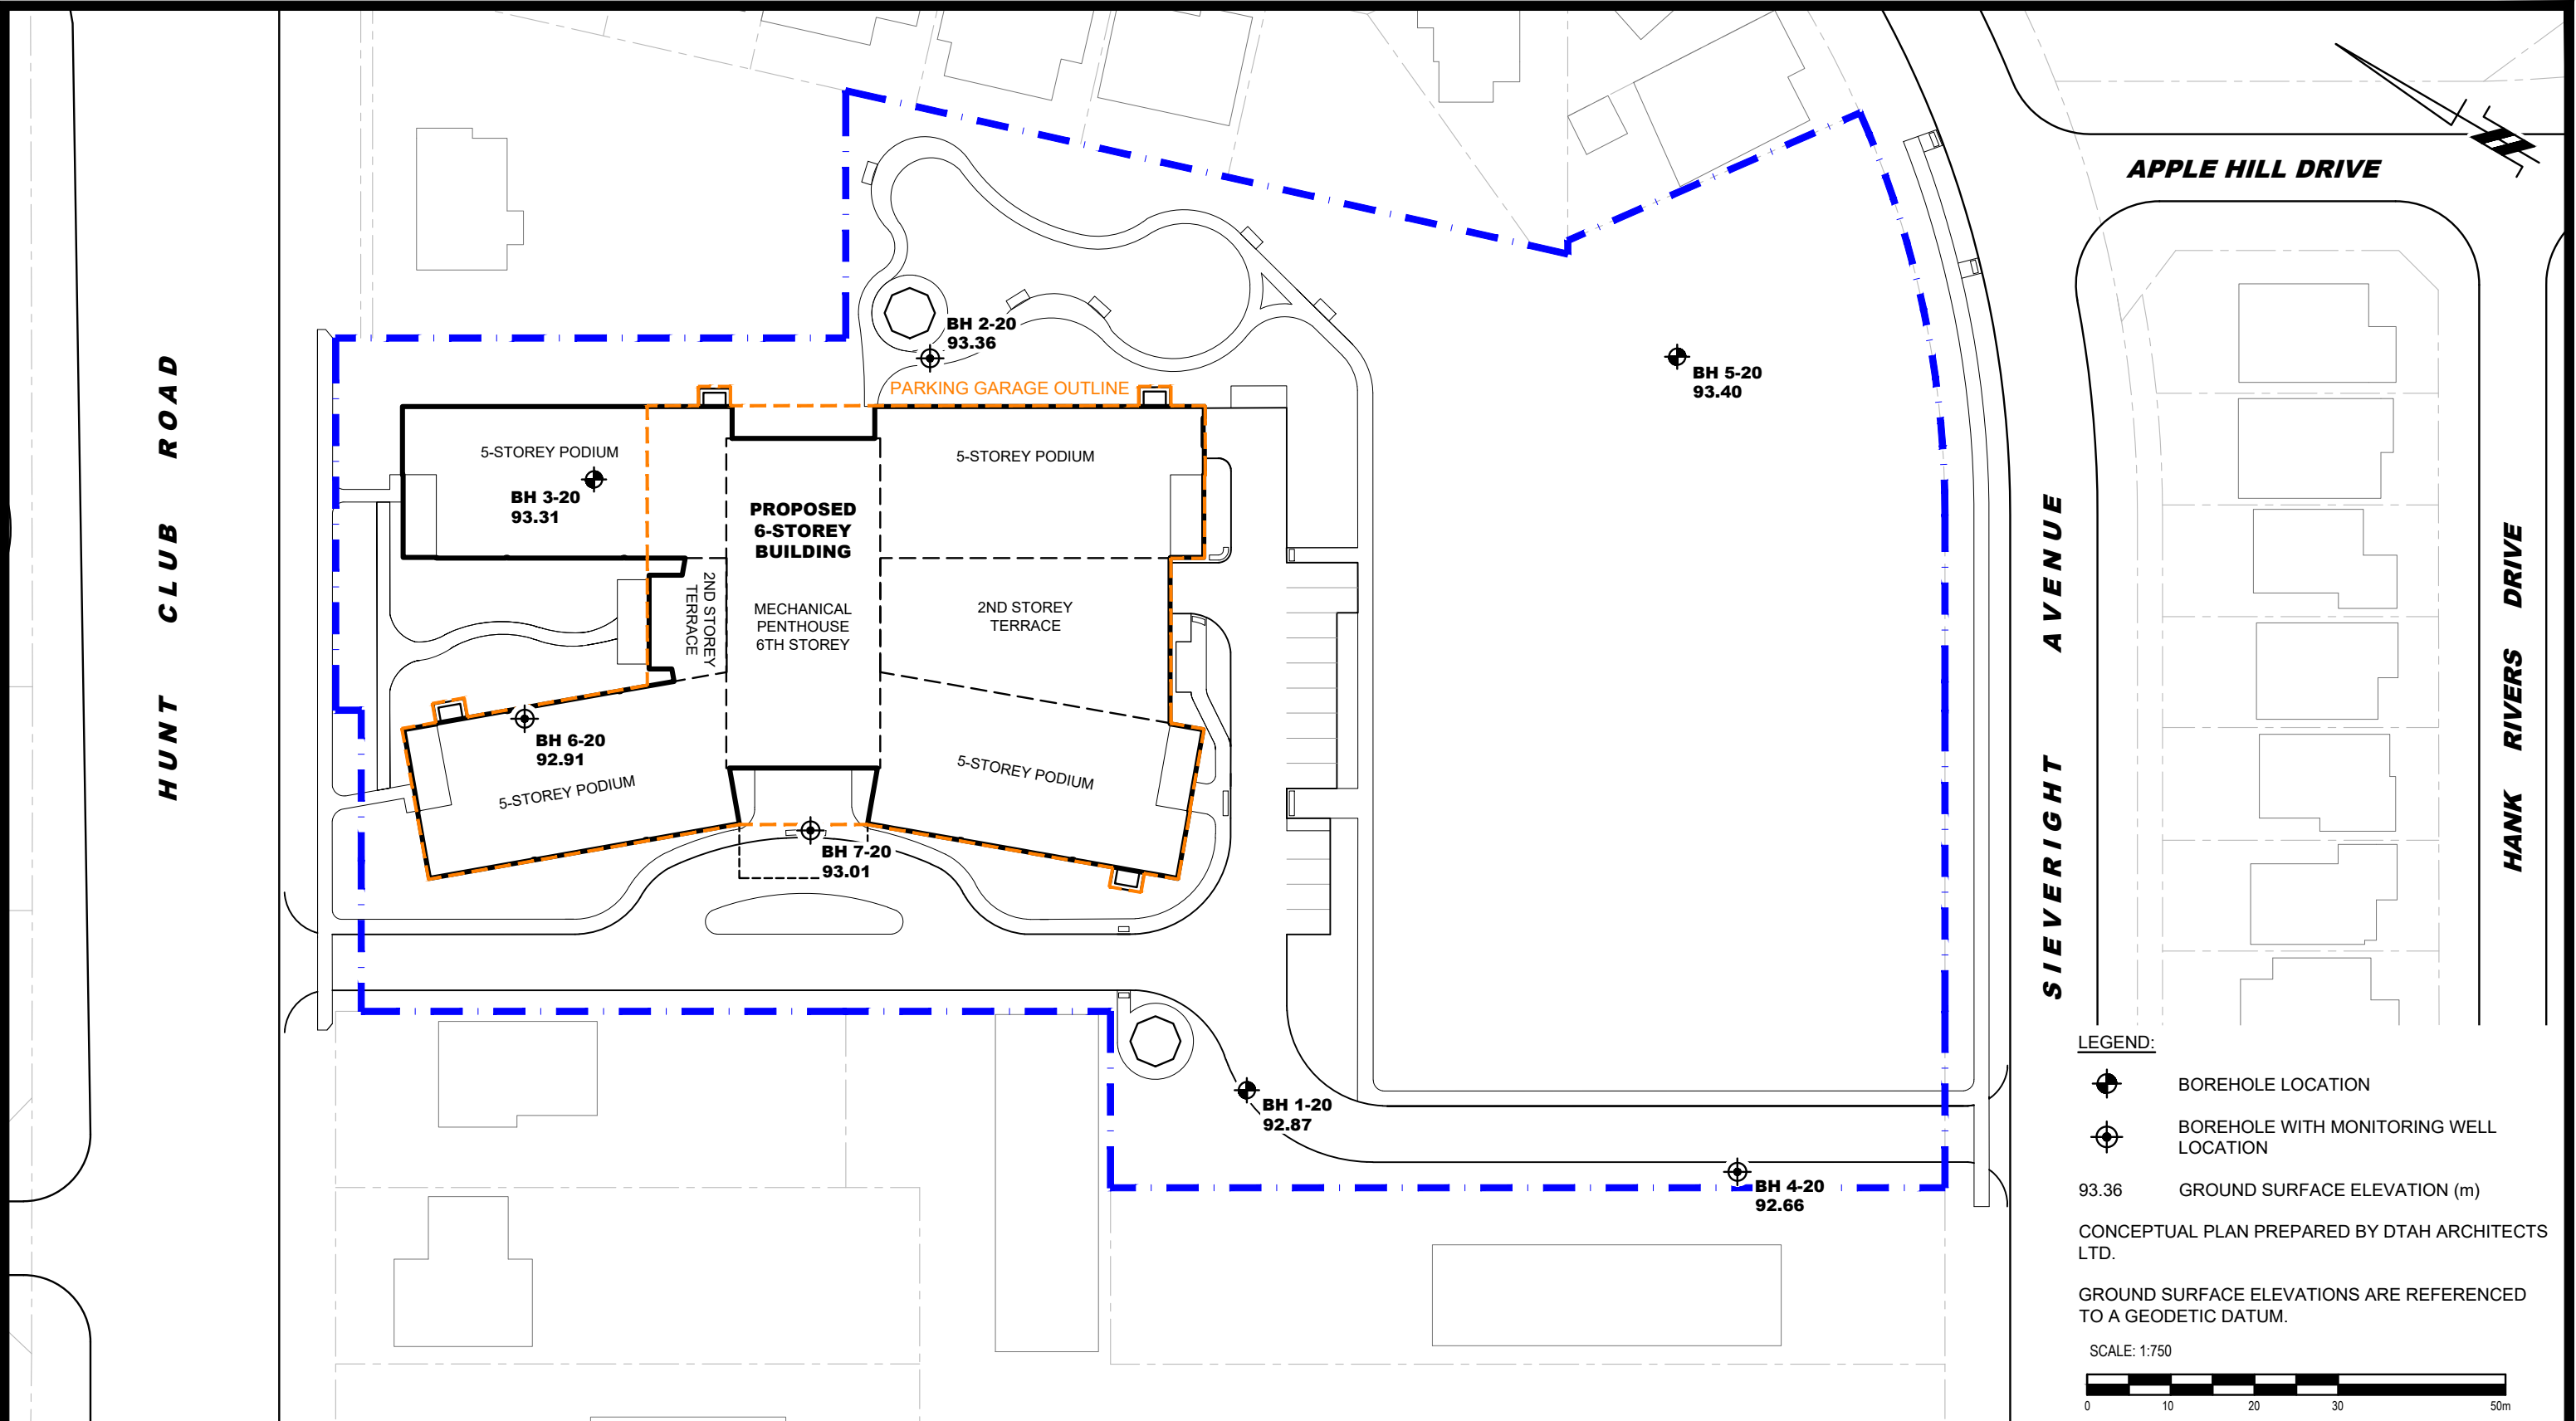 APPLE HILL DRIVE
HUNT CLUB ROAD
SIEVERIGHT AVENUE
HANK RIVERS DRIVE
BH 2-20
93.36
PARKING GARAGE OUTLINE
BH 5-20
93.40
5-STOREY PODIUM
BH 3-20
93.31
5-STOREY PODIUM
PROPOSED
6-STOREY
BUILDING
2ND STOREY
TERRACE
MECHANICAL
PENTHOUSE
6TH STOREY
2ND STOREY
TERRACE
BH 6-20
92.91
5-STOREY PODIUM
5-STOREY PODIUM
BH 7-20
93.01
BH 1-20
92.87
BH 4-20
92.66
LEGEND:
BOREHOLE LOCATION
BOREHOLE WITH MONITORING WELL
LOCATION
93.36 GROUND SURFACE ELEVATION (m)
CONCEPTUAL PLAN PREPARED BY DTAH ARCHITECTS
LTD.
GROUND SURFACE ELEVATIONS ARE REFERENCED
TO A GEODETIC DATUM.
SCALE: 1:750
0 10 20 30 50m